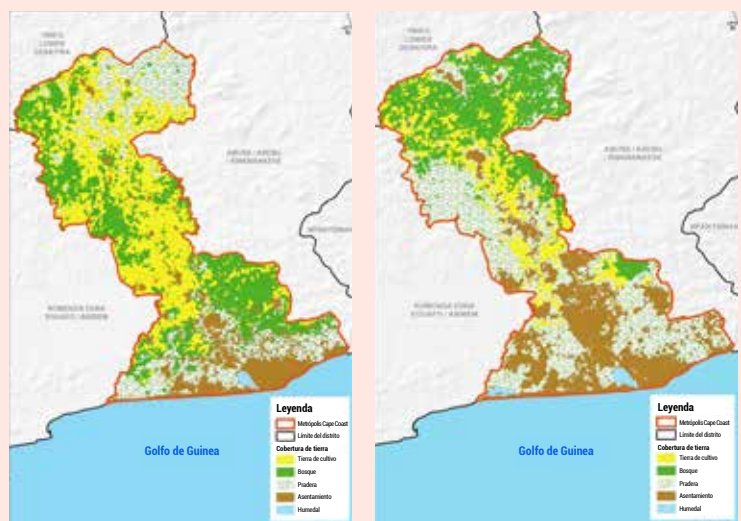 Golfo de Guinea
Leyenda
Metrópolis Cape Coast
Límite del distrito
Cobertura de tierra
Tierra de cultivo
Bosque
Pradera
Asentamiento
Humedal
Golfo de Guinea
Leyenda
Metrópolis Cape Coast
Límite del distrito
Cobertura de tierra
Tierra de cultivo
Bosque
Pradera
Asentamiento
Humedal